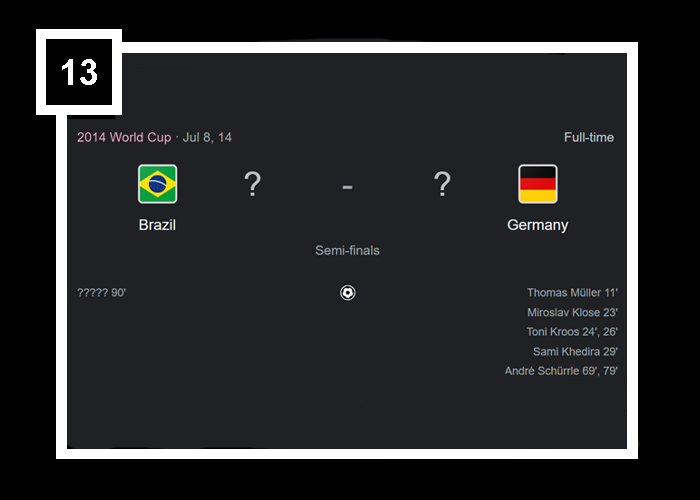 13
2014 World Cup · Jul 8, 14 Full-time
? - ?
Brazil Germany
Semi-finals
????? 90' Thomas Müller 11'
Miroslav Klose 23'
Toni Kroos 24', 26'
Sami Khedira 29'
André Schürrle 69', 79'